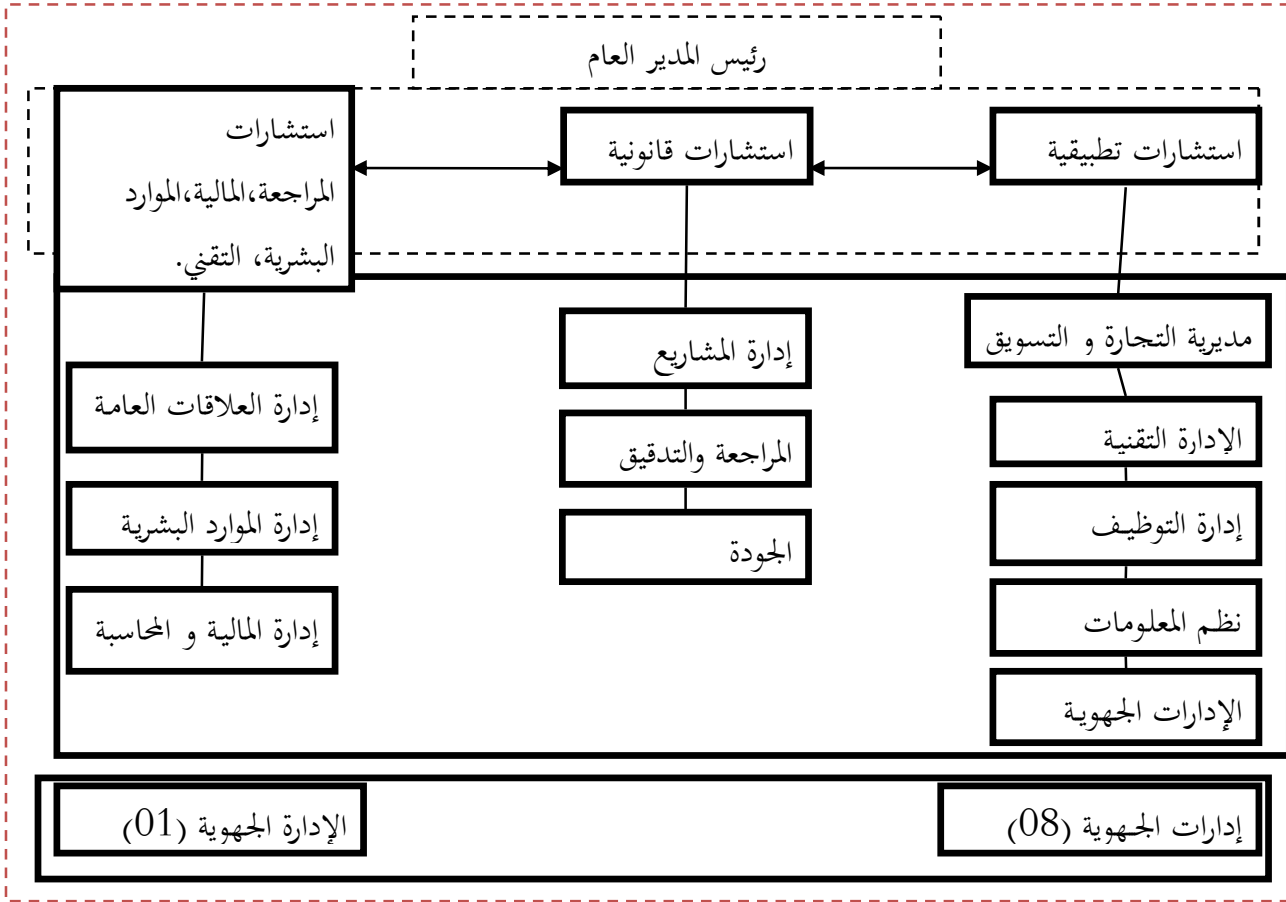 رئيس المدير العام
استشارات تطبيقية
استشارات قانونية
استشارات
المراجعة،المالية،الموارد
البشرية، التقني.
مديرية التجارة و التسويق
الإدارة التقنية
إدارة التوظيف
نظم المعلومات
الإدارات الجهوية
إدارة المشاريع
المراجعة والتدقيق
الجودة
إدارة العلاقات العامة
إدارة الموارد البشرية
إدارة المالية و المحاسبة
إدارات الجهوية (08)
الإدارة الجهوية (01)